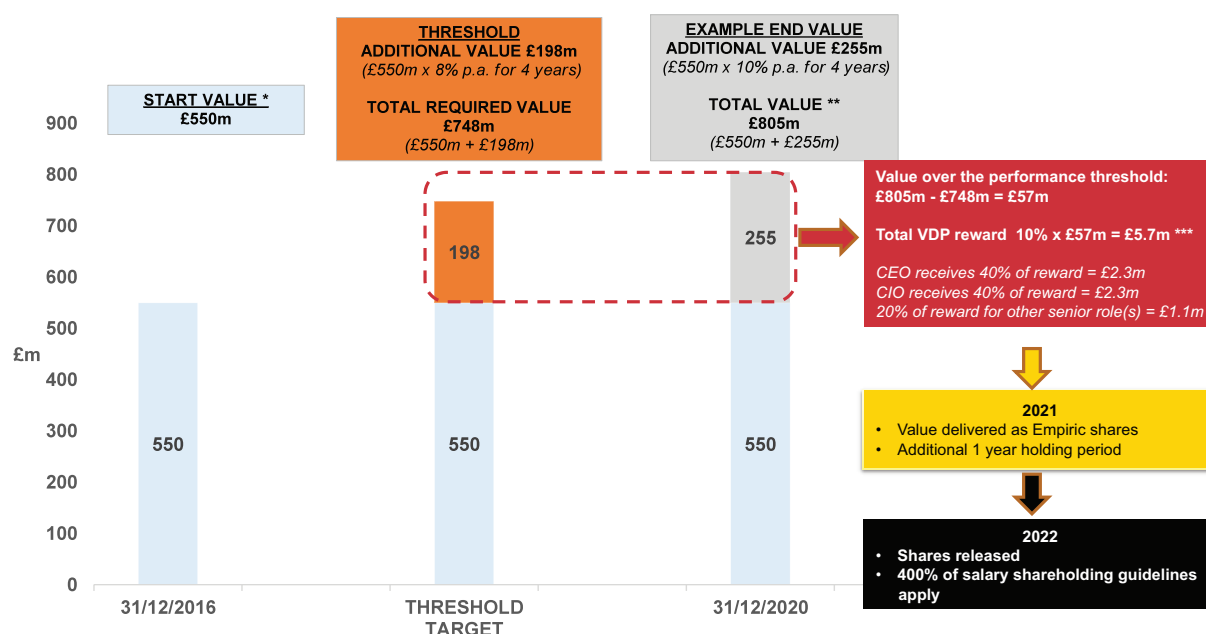 START VALUE *
£550m
THRESHOLD
ADDITIONAL VALUE £198m
(£550m x 8% p.a. for 4 years)
TOTAL REQUIRED VALUE
£748m
(£550m + £198m)
EXAMPLE END VALUE
ADDITIONAL VALUE £255m
(£550m x 10% p.a. for 4 years)
TOTAL VALUE **
£805m
(£550m + £255m)
900
800
700
600
500
400
300
200
100
0
£m
550
198
550
255
550
31/12/2016
THRESHOLD
TARGET
31/12/2020
Value over the performance threshold:
£805m - £748m = £57m
Total VDP reward 10% x £57m = £5.7m ***
CEO receives 40% of reward = £2.3m
CIO receives 40% of reward = £2.3m
20% of reward for other senior role(s) = £1.1m
2021
• Value delivered as Empiric shares
• Additional 1 year holding period
2022
• Shares released
• 400% of salary shareholding guidelines
apply